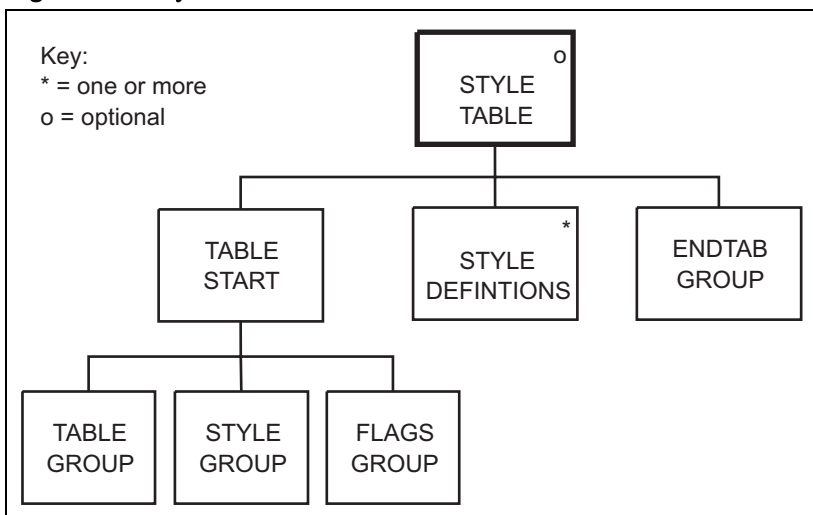 Key:
* = one or more
o = optional
o
STYLE
TABLE
TABLE
START
*
STYLE
DEFINTIONS
ENDTAB
GROUP
TABLE
GROUP
STYLE
GROUP
FLAGS
GROUP